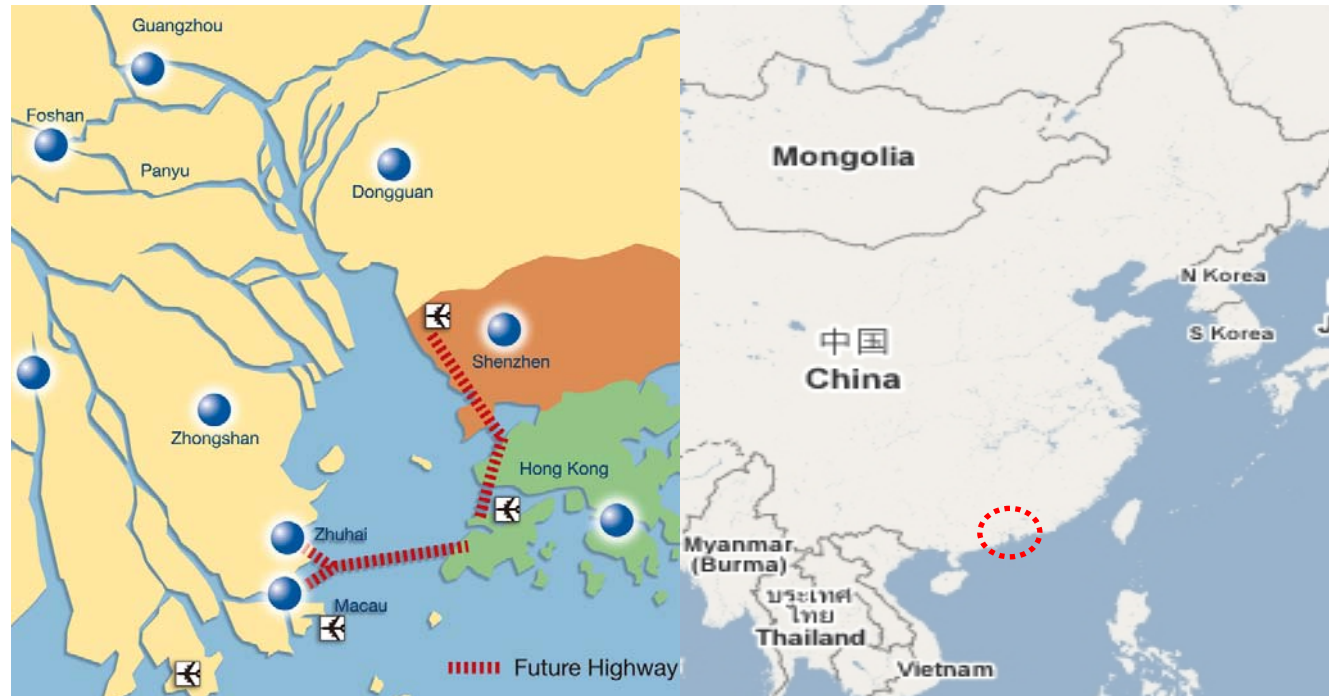 Guangzhou
Foshan
Panyu
Dongguan
Shenzhen
Zhongshan
Hong Kong
Zhuhai
Macau
Future Highway
Mongolia
N Korea
S Korea
J
中国
China
Myanmar
(Burma)
ประเทศ
ไทย
Thailand
Vietnam